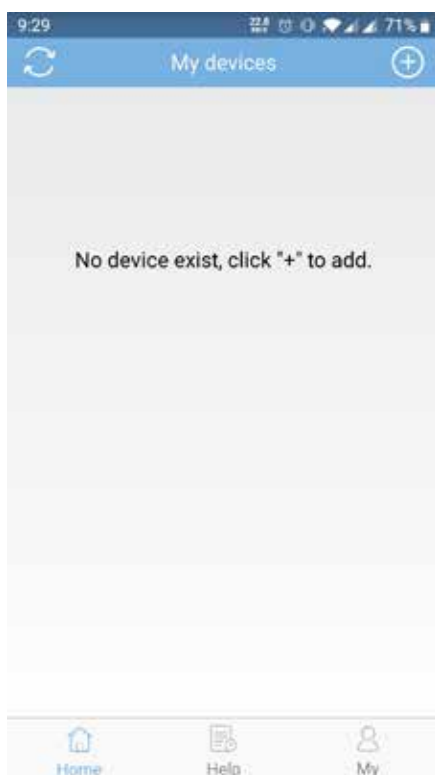 9:29
71%
My devices
No device exist, click "+" to add.
Home
Help
My